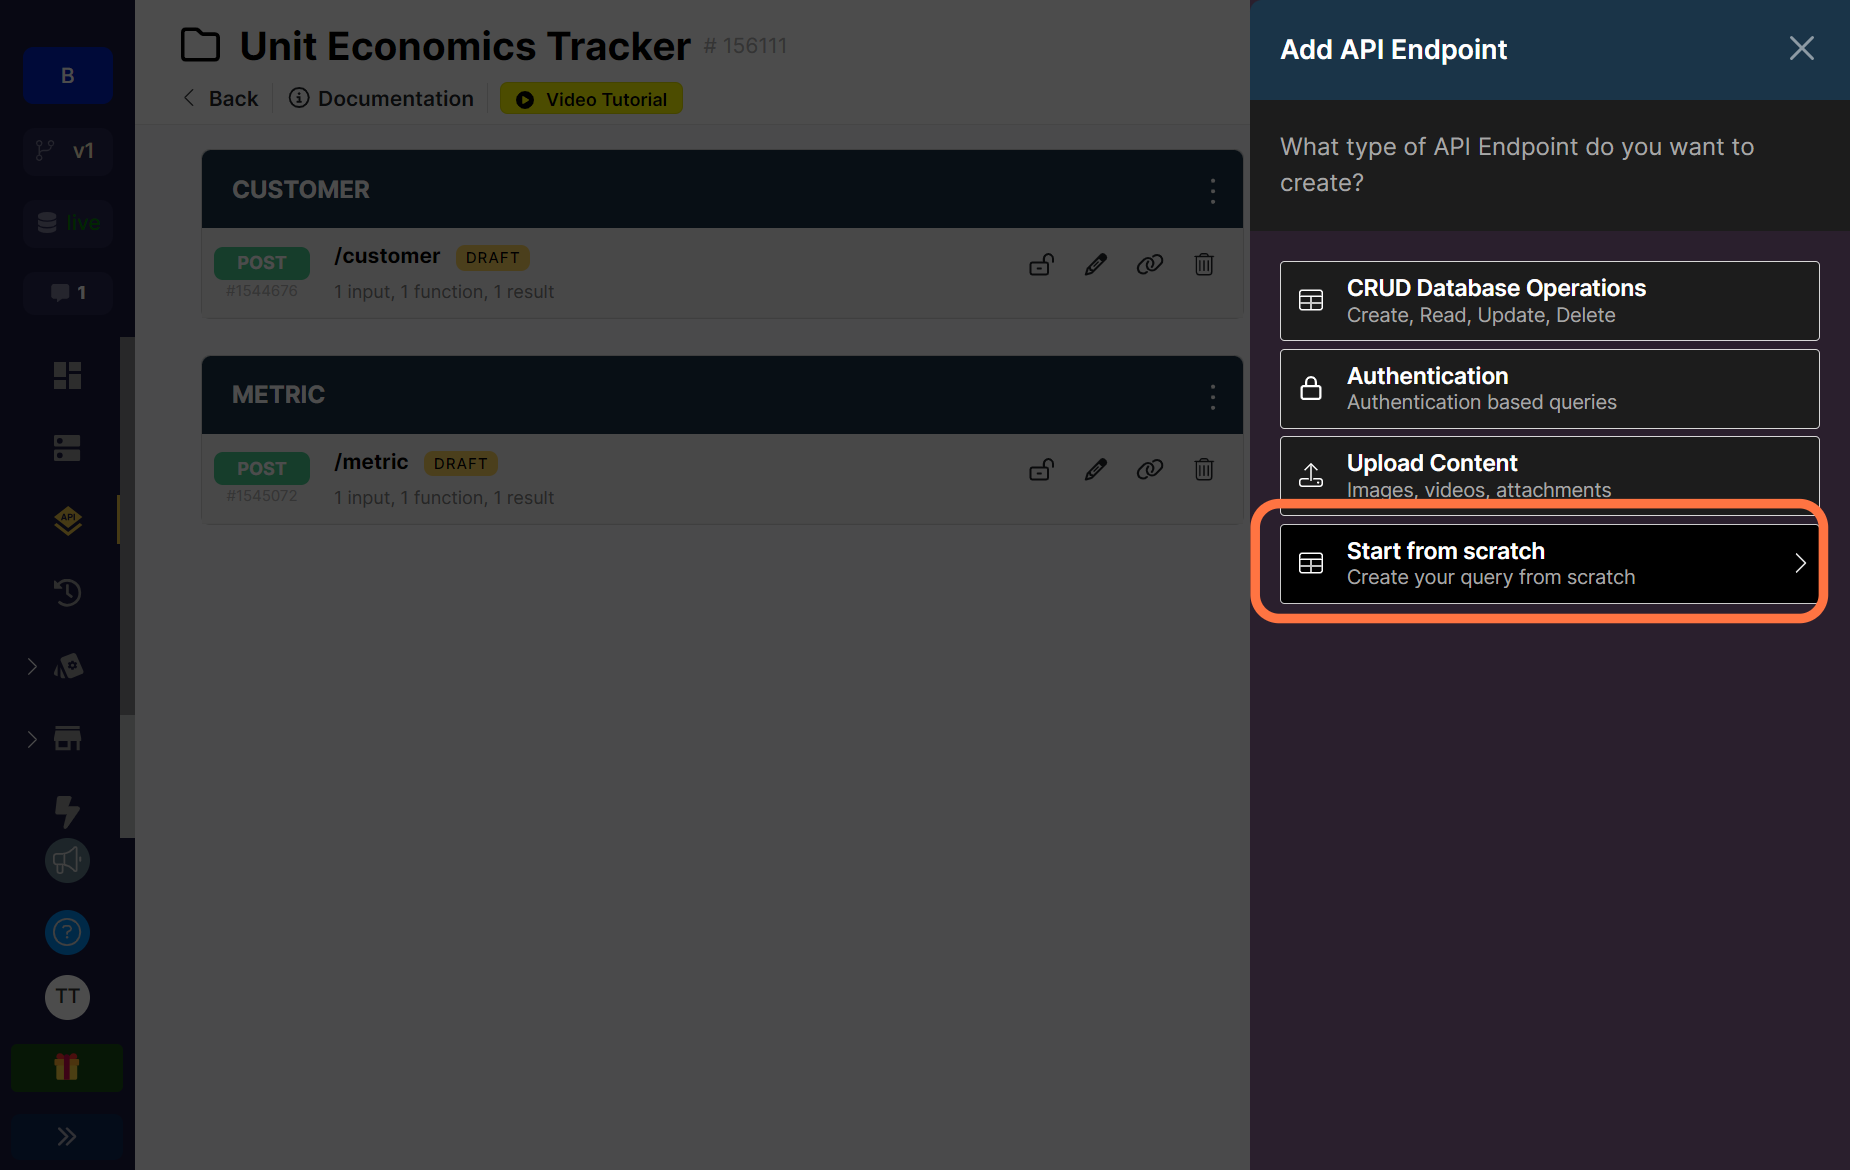 B
v1
live
1
API
TT
Unit Economics Tracker # 156111
Back
Documentation
Video Tutorial
CUSTOMER
POST
#1544676
/customer
DRAFT
1 input, 1 function, 1 result
METRIC
POST
#1545072
/metric
DRAFT
1 input, 1 function, 1 result
Add API Endpoint
What type of API Endpoint do you want to
create?
CRUD Database Operations
Create, Read, Update, Delete
Authentication
Authentication based queries
Upload Content
Images, videos, attachments
Start from scratch
Create your query from scratch